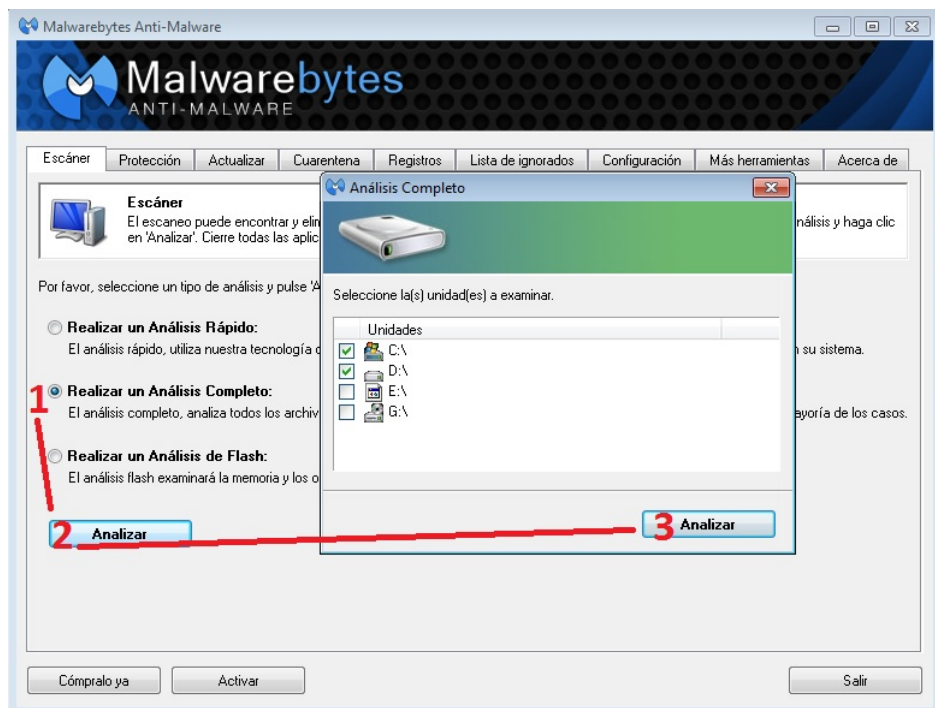 Malwarebytes Anti-Malware
Malwarebytes
ANTI-MALWARE
Escáner
Protección
Actualizar
Cuarentena
Registros
Lista de ignorados
Configuración
Más herramientas
Acerca de
Escáner
El escaneo puede encontrar y
nálisis y haga clic
en 'Analizar'. Cierre todas las
Por favor, seleccione un tipo de análisis y pulse
Realizar un Análisis Rápido:
El análisis rápido, utiliza nuestra
n su sistema.
1
Realizar un Análisis Completo:
El análisis completo, analiza todos los
ayoría de los casos.
Realizar un Análisis de Flash:
El análisis flash examinará la memoria y los
2
Analizar
Análisis Completo
Seleccione la(s) unidad(es) a examinar.
Unidades
C:\
D:\
E:\
G:\
3
Analizar
Cómpralo ya
Activar
Salir